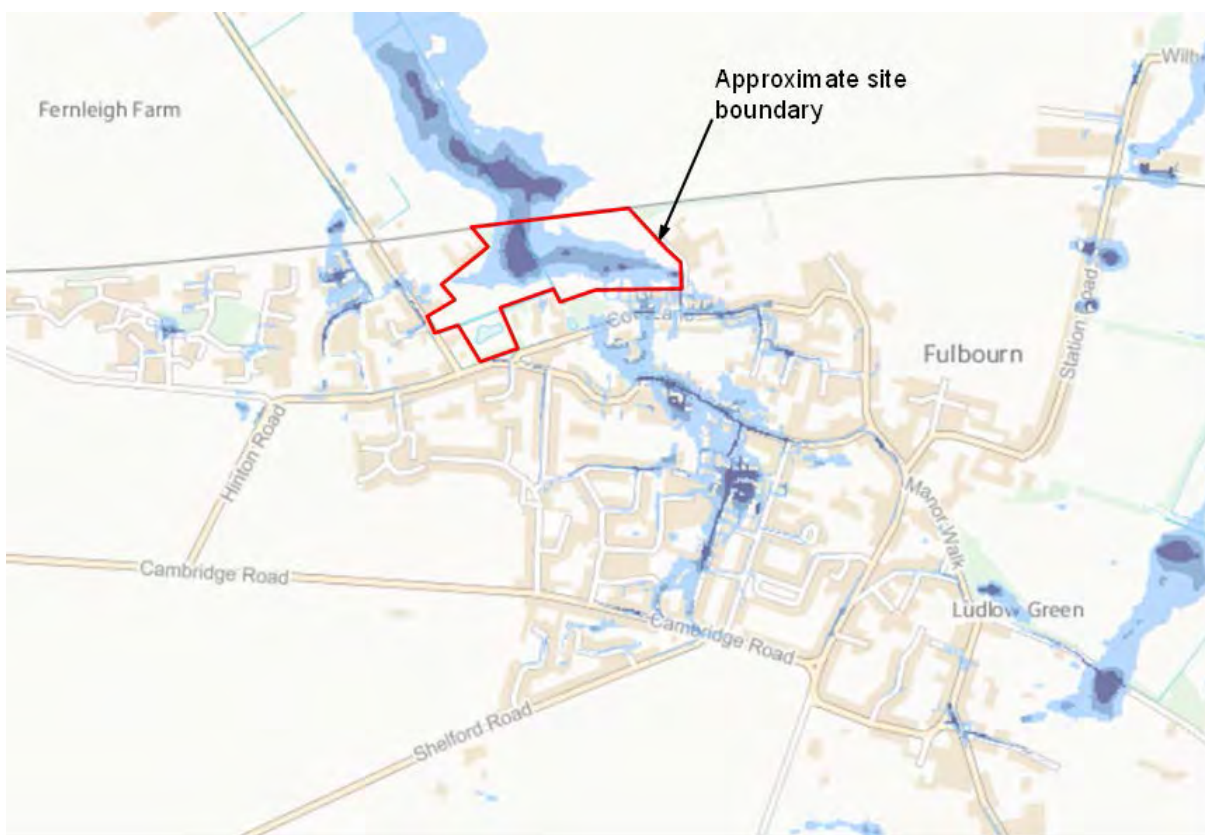 Approximate site
boundary
Wilb
Fernleigh Farm
Station Road
Fulbourn
Hinton Road
Manor Walk
Cambridge Road
Ludlow Green
Cambridge Road
Shelford Road